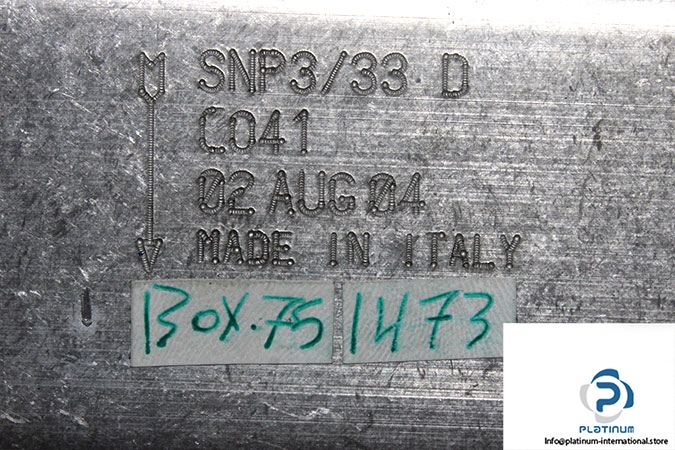 SNP3/33 D
C041
02 AUG 04
MADE IN ITALY
BOX.75 1473
PLATINUM
Info@platinum-international.store